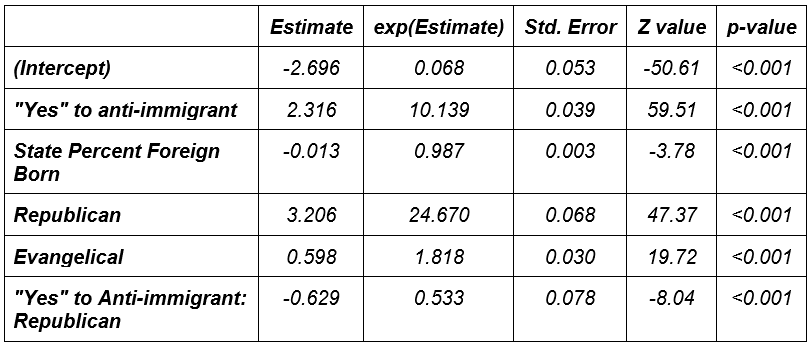 Estimate exp(Estimate) Std. Error Z value p-value
(Intercept) -2.696 0.068 0.053 -50.61 <0.001
"Yes" to anti-immigrant 2.316 10.139 0.039 59.51 <0.001
State Percent Foreign -0.013 0.987 0.003 -3.78 <0.001
Born
Republican 3.206 24.670 0.068 47.37 <0.001
Evangelical 0.598 1.818 0.030 19.72 <0.001
"Yes" to Anti-immigrant: -0.629 0.533 0.078 -8.04 <0.001
Republican